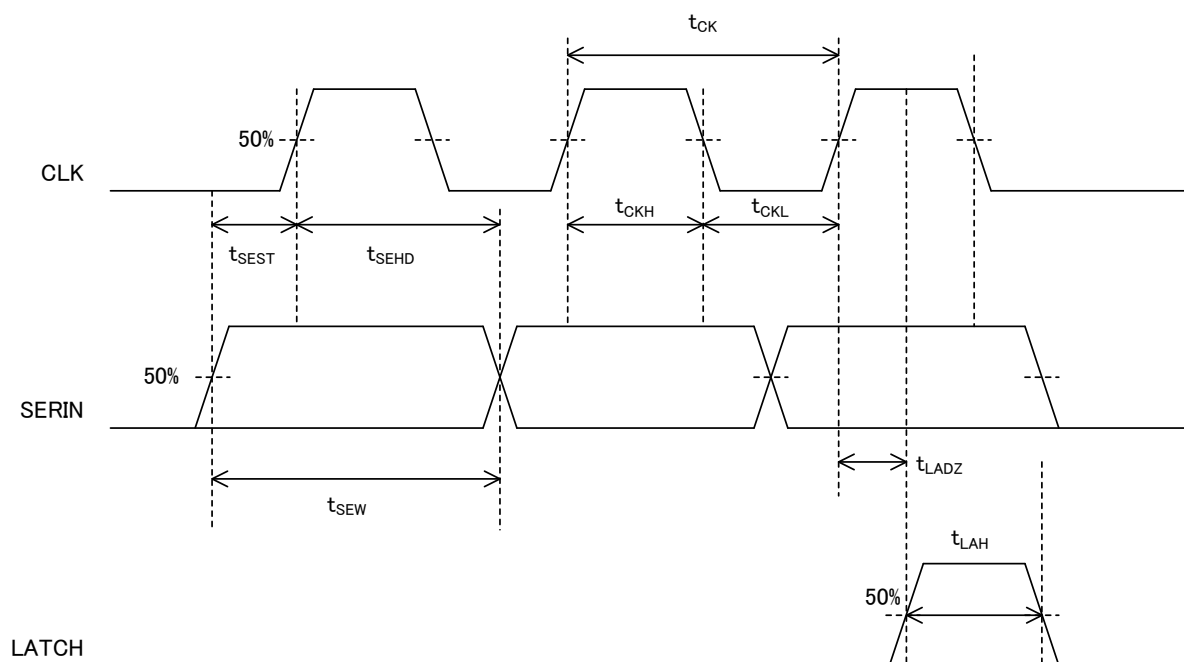 tCK
50%
CLK
tCKH
tCKL
tSEST
tSEHD
50%
SERIN
tLADZ
tSEW
tLAH
50%
LATCH